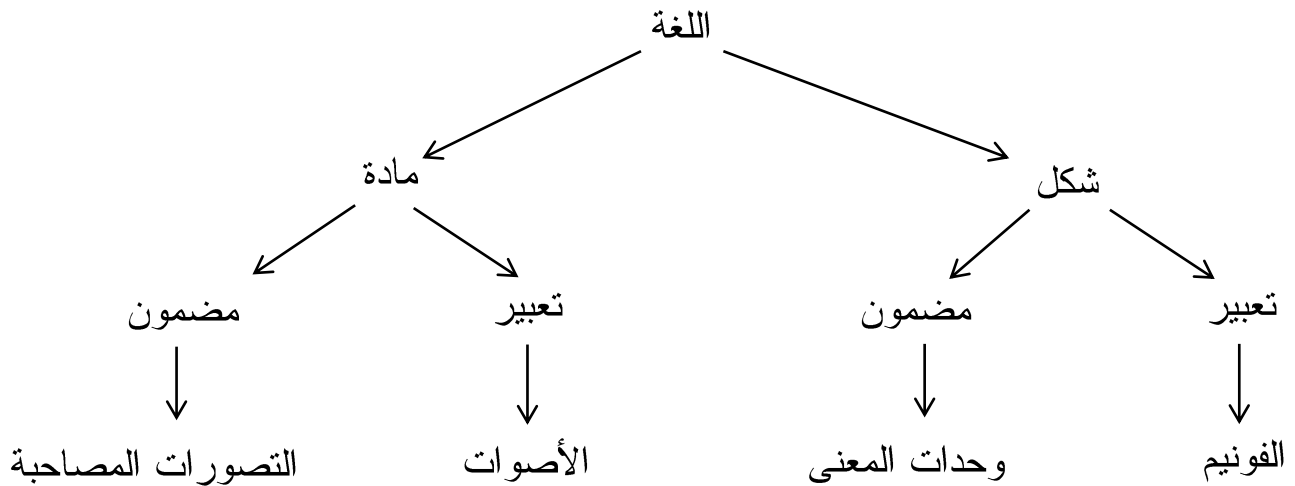 اللغة
شكل
مادة
تعبير
مضمون
تعبير
مضمون
الفونيم
وحدات المعنى
الأصوات
التصورات المصاحبة